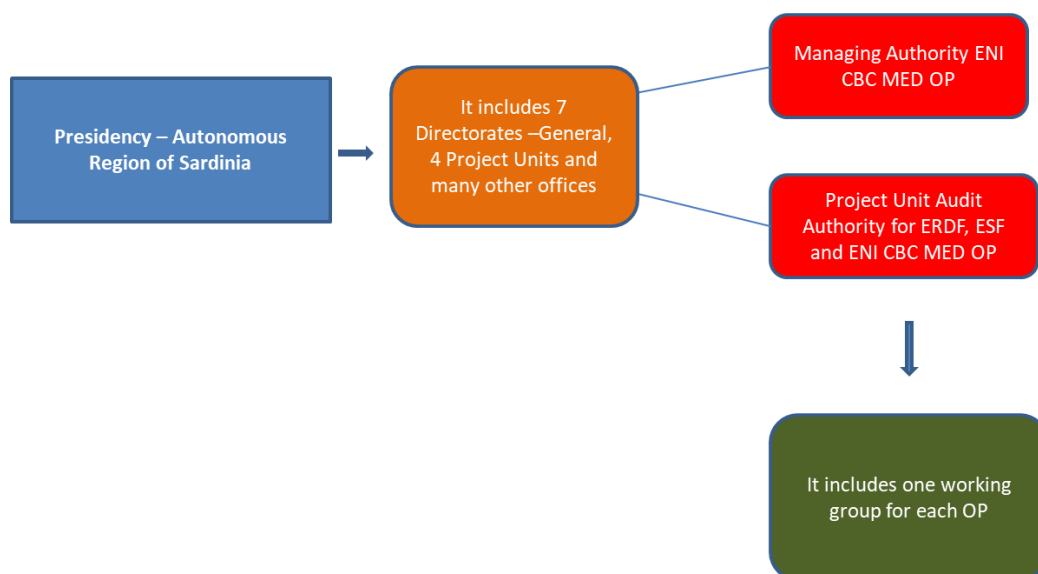 Presidency – Autonomous
Region of Sardinia
It includes 7
Directorates –General,
4 Project Units and
many other offices
Managing Authority ENI
CBC MED OP
Project Unit Audit
Authority for ERDF, ESF
and ENI CBC MED OP
It includes one working
group for each OP